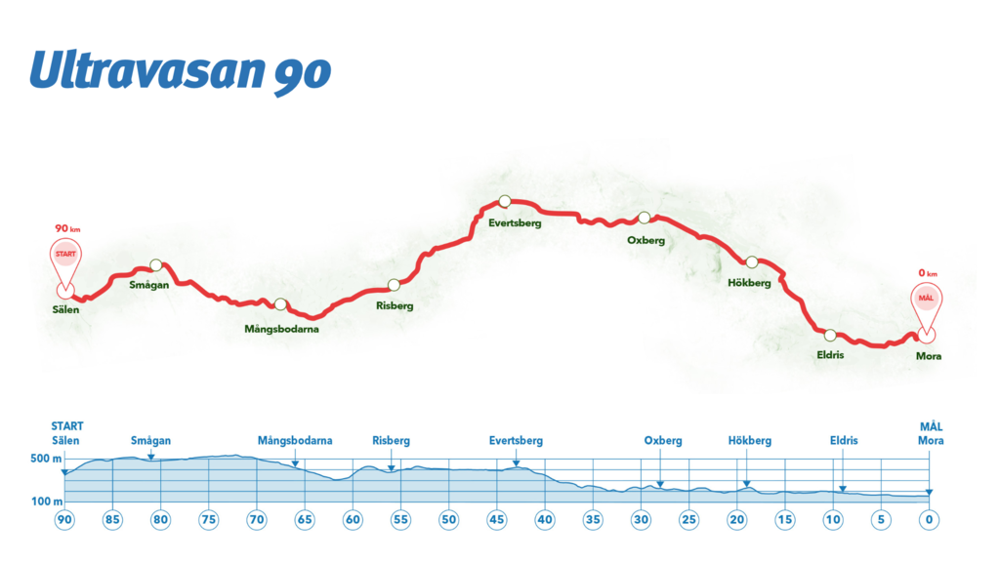 Ultravasan 90
90 km
START
Sälen
Smågan
Mångsbodarna
Risberg
Evertsberg
Oxberg
Hökberg
Eldris
0 km
MÅL
Mora
START MÅL
Sälen Smågan Mångsbodarna Risberg Evertsberg Oxberg Hökberg Eldris Mora
500 m
100 m
90 85 80 75 70 65 60 55 50 45 40 35 30 25 20 15 10 5 0